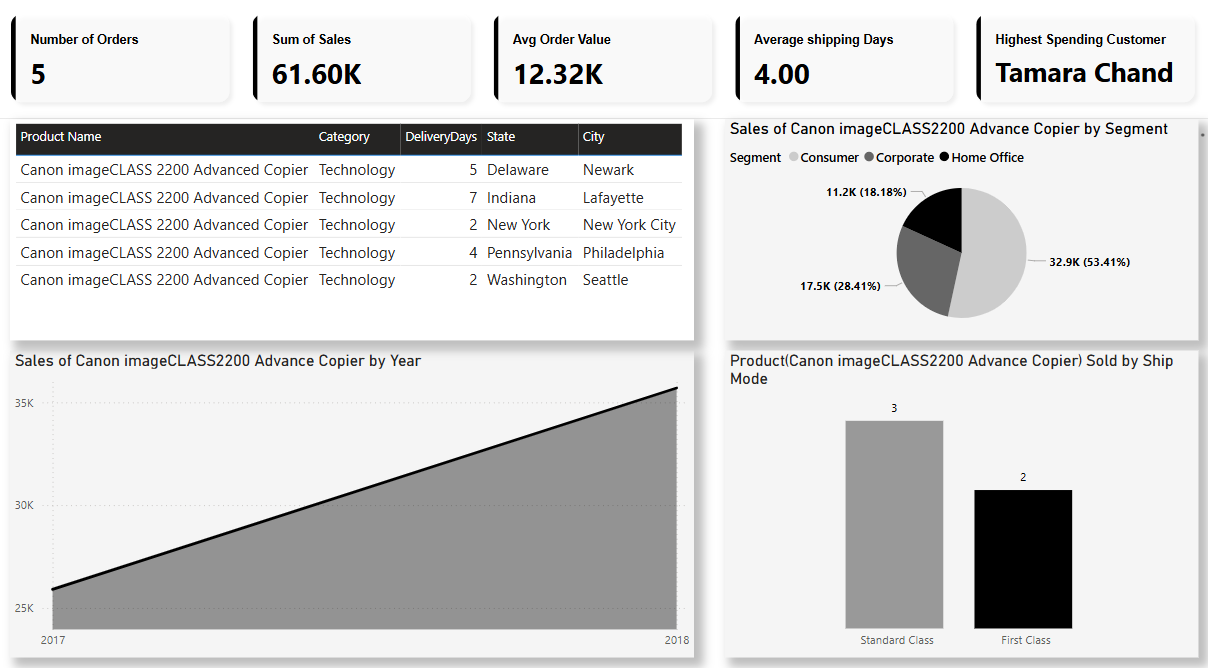 Number of Orders
5
Sum of Sales
61.60K
Avg Order Value
12.32K
Average shipping Days
4.00
Highest Spending Customer
Tamara Chand
Product Name Category DeliveryDays State City
Canon imageCLASS 2200 Advanced Copier Technology 5 Delaware Newark
Canon imageCLASS 2200 Advanced Copier Technology 7 Indiana Lafayette
Canon imageCLASS 2200 Advanced Copier Technology 2 New York New York City
Canon imageCLASS 2200 Advanced Copier Technology 4 Pennsylvania Philadelphia
Canon imageCLASS 2200 Advanced Copier Technology 2 Washington Seattle
Sales of Canon imageCLASS2200 Advance Copier by Segment
Segment Consumer Corporate Home Office
11.2K (18.18%)
32.9K (53.41%)
17.5K (28.41%)
Sales of Canon imageCLASS2200 Advance Copier by Year
35K
30K
25K
2017 2018
Product(Canon imageCLASS2200 Advance Copier) Sold by Ship
Mode
3
2
Standard Class First Class